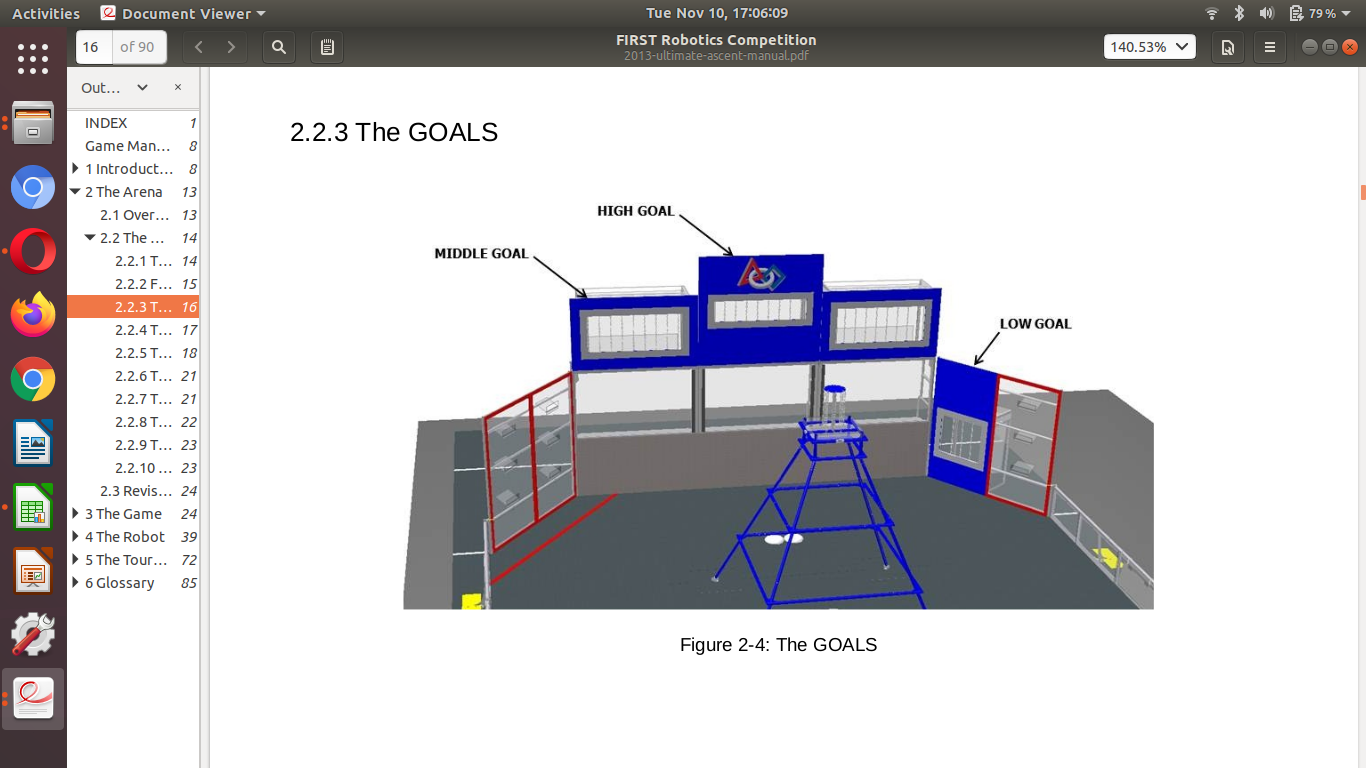 Activities
Document Viewer
Tue Nov 10, 17:06:09
79 %
16
of 90
FIRST Robotics Competition
2013-ultimate-ascent-manual.pdf
140.53%
Out…
×
INDEX 1
Game Man… 8
1 Introduct… 8
2 The Arena 13
2.1 Over… 13
2.2 The … 14
2.2.1 T… 14
2.2.2 F… 15
2.2.3 T… 16
2.2.4 T… 17
2.2.5 T… 18
2.2.6 T… 21
2.2.7 T… 21
2.2.8 T… 22
2.2.9 T… 23
2.2.10 … 23
2.3 Revis… 24
3 The Game 24
4 The Robot 39
5 The Tour… 72
6 Glossary 85
2.2.3 The GOALS
HIGH GOAL
MIDDLE GOAL
LOW GOAL
Figure 2-4: The GOALS